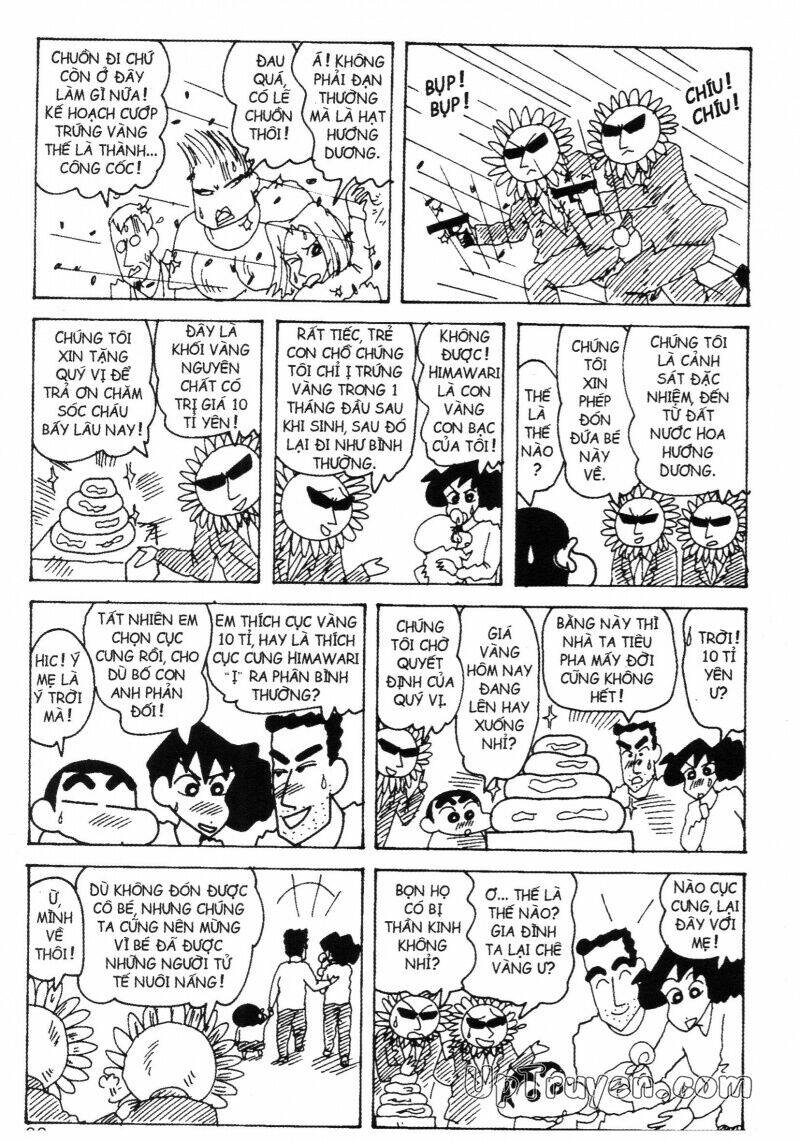 BỤP!
BỤP!
CHÍU!
CHÍU!
Á! KHÔNG
PHẢI ĐẠN
THƯỜNG
MÀ LÀ HẠT
HƯỚNG
DƯƠNG.
ĐAU
QUÁ,
CÓ LẼ
CHUỒN
THÔI!
CHUỒN ĐI CHỨ
CÒN Ở ĐÂY
LÀM GÌ NỮA!
KẾ HOẠCH CƯỚP
TRỨNG VÀNG
THẾ LÀ THÀNH...
CÔNG CỐC!
CHÚNG TÔI
LÀ CẢNH
SÁT ĐẶC
NHIỆM, ĐẾN
TỪ ĐẤT
NƯỚC HOA
HƯỚNG
DƯƠNG.
CHÚNG
TÔI
XIN
PHÉP
ĐÓN
ĐỨA BÉ
NÀY
VỀ.
THẾ
LÀ THẾ
NÀO?
KHÔNG
ĐƯỢC!
HIMAWARI
LÀ CON
VÀNG
CON BẠC
CỦA TÔI!
RẤT TIẾC, TRẺ
CON CHỖ CHÚNG
TÔI CHỈ Ị TRỨNG
VÀNG TRONG 1
THÁNG ĐẦU SAU
KHI SINH, SAU ĐÓ
LẠI ĐI NHƯ BÌNH
THƯỜNG.
ĐÂY LÀ
KHỐI VÀNG
NGUYÊN
CHẤT CÓ
TRỊ GIÁ 10
TỈ YÊN!
CHÚNG TÔI
XIN TẶNG
QUÝ VỊ ĐỂ
TRẢ ƠN CHĂM
SÓC CHÁU
BẤY LÂU NAY!
TRỜI!
10 TỈ
YÊN
Ư?
BẰNG NÀY THÌ
NHÀ TA TIÊU
PHA MẤY ĐỜI
CŨNG KHÔNG
HẾT!
GIÁ
VÀNG
HÔM NAY
ĐANG
LÊN HAY
XUỐNG
NHỈ?
CHÚNG
TÔI CHỜ
QUYẾT
ĐỊNH CỦA
QUÝ VỊ.
EM THÍCH CỤC VÀNG
10 TỈ, HAY LÀ THÍCH
CỤC CƯNG HIMAWARI
"Ị" RA PHÂN BÌNH
THƯỜNG?
TẤT NHIÊN EM
CHỌN CỤC
CƯNG RỒI, CHO
DÙ BỐ CON
ANH PHẢN
ĐỐI!
HIC! Ý
MẸ LÀ
Ý TRỜI
MÀ!
NÀO CỤC
CƯNG, LẠI
ĐÂY VỚI
MẸ!
Ơ... THẾ LÀ
THẾ NÀO?
GIA ĐÌNH
TA LẠI CHÊ
VÀNG Ư?
BỌN HỌ
CÓ BỊ
THẦN KINH
KHÔNG
NHỈ?
DÙ KHÔNG ĐÓN ĐƯỢC
CÔ BÉ, NHƯNG CHÚNG
TA CŨNG NÊN MỪNG
VÌ BÉ ĐÃ ĐƯỢC
NHỮNG NGƯỜI TỬ
TẾ NUÔI NẤNG!
Ừ,
MÌNH
VỀ
THÔI!
UpTruyen.com